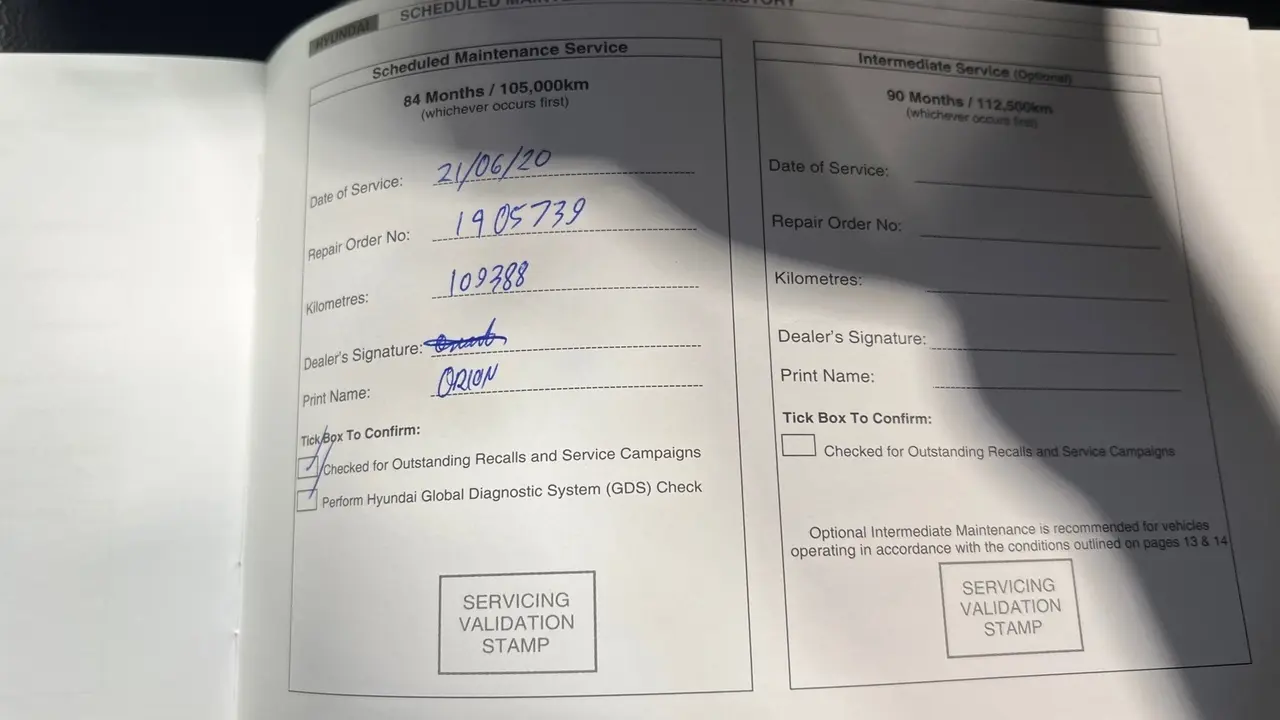 HYUNDAI
SCHEDULED
Scheduled Maintenance Service
84 Months / 105,000km
(whichever occurs first)
Date of Service: 21/06/20
Repair Order No: 1905739
Kilometres: 109388
Dealer's Signature:
Print Name: ORION
Tick Box To Confirm:
Checked for Outstanding Recalls and Service Campaigns
Perform Hyundai Global Diagnostic System (GDS) Check
SERVICING
VALIDATION
STAMP
Intermediate Service (Optional)
90 Months / 112,500km
(whichever occurs first)
Date of Service:
Repair Order No:
Kilometres:
Dealer's Signature:
Print Name:
Tick Box To Confirm:
Checked for Outstanding Recalls and Service Campaigns
Optional Intermediate Maintenance is recommended for vehicles
operating in accordance with the conditions outlined on pages 13 & 14
SERVICING
VALIDATION
STAMP